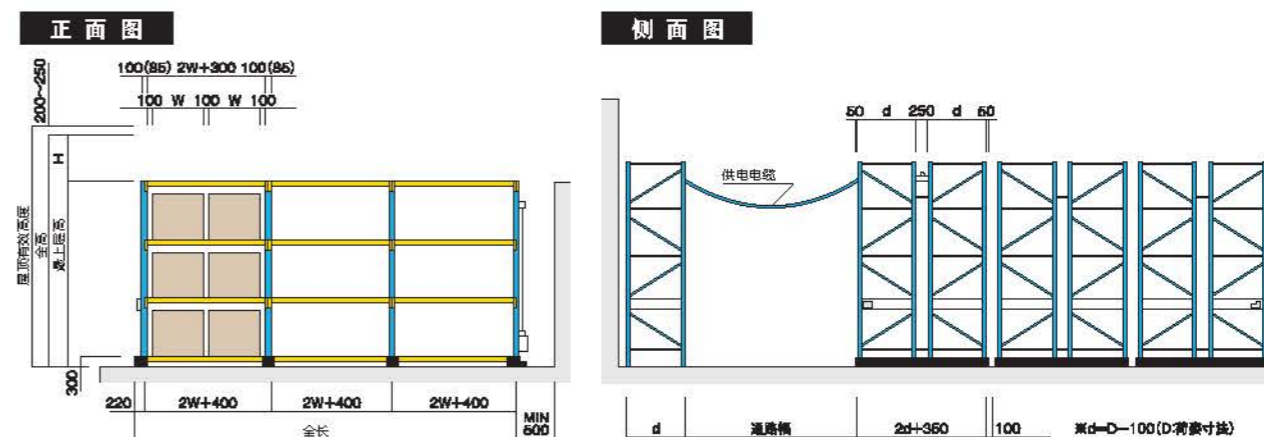 正面图
100(85) 2W+300 100(85)
100 W 100 W 100
200~250
H
屋顶有效高度
全高
最上层高
300
220 2W+400 2W+400 2W+400
MIN
500
全长
侧面图
50 d 250 d 50
供电电缆
d 通路幅 2d+350 100 ※d=D-100(D:荷姿寸法)